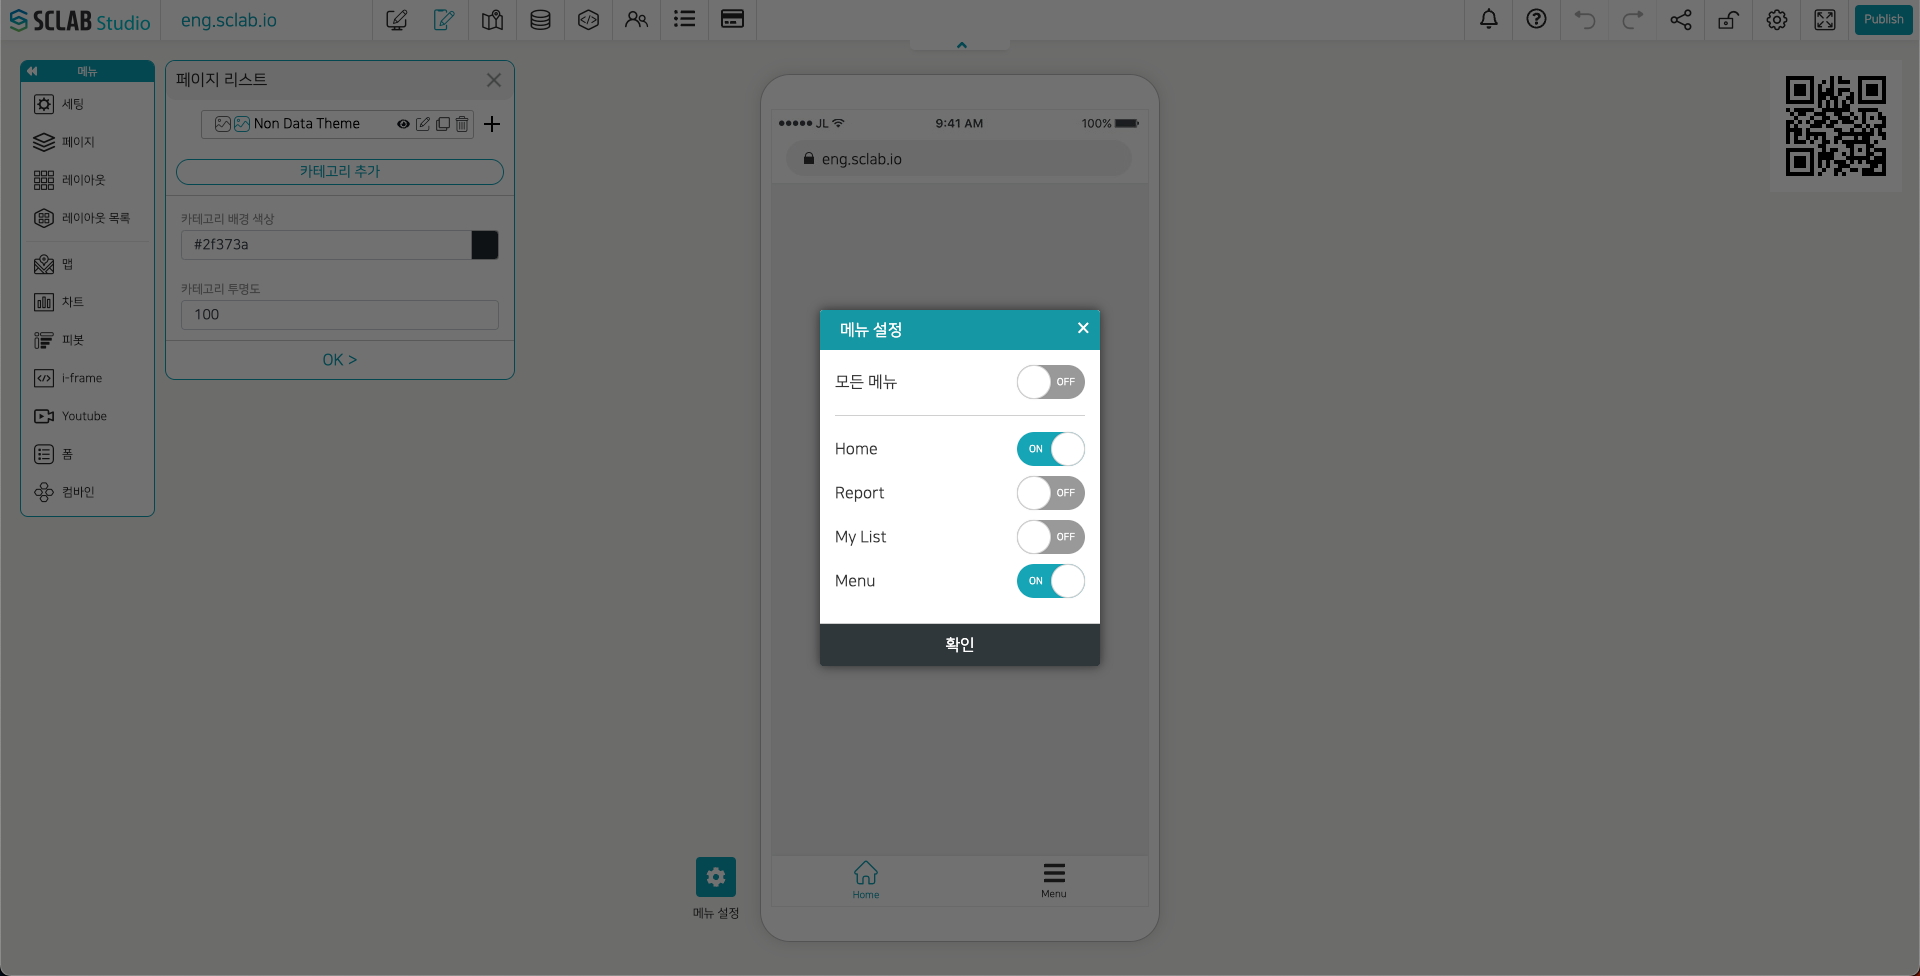 SCLAB Studio
eng.sclab.io
Publish
메뉴
세팅
페이지
레이아웃
레이아웃 목록
맵
차트
피봇
i-frame
Youtube
폼
컴바인
페이지 리스트
Non Data Theme
카테고리 추가
카테고리 배경 색상
#2f373a
카테고리 투명도
100
OK >
JL
9:41 AM
100%
eng.sclab.io
메뉴 설정
모든 메뉴
OFF
Home
ON
Report
OFF
My List
OFF
Menu
ON
확인
Home
Menu
메뉴 설정